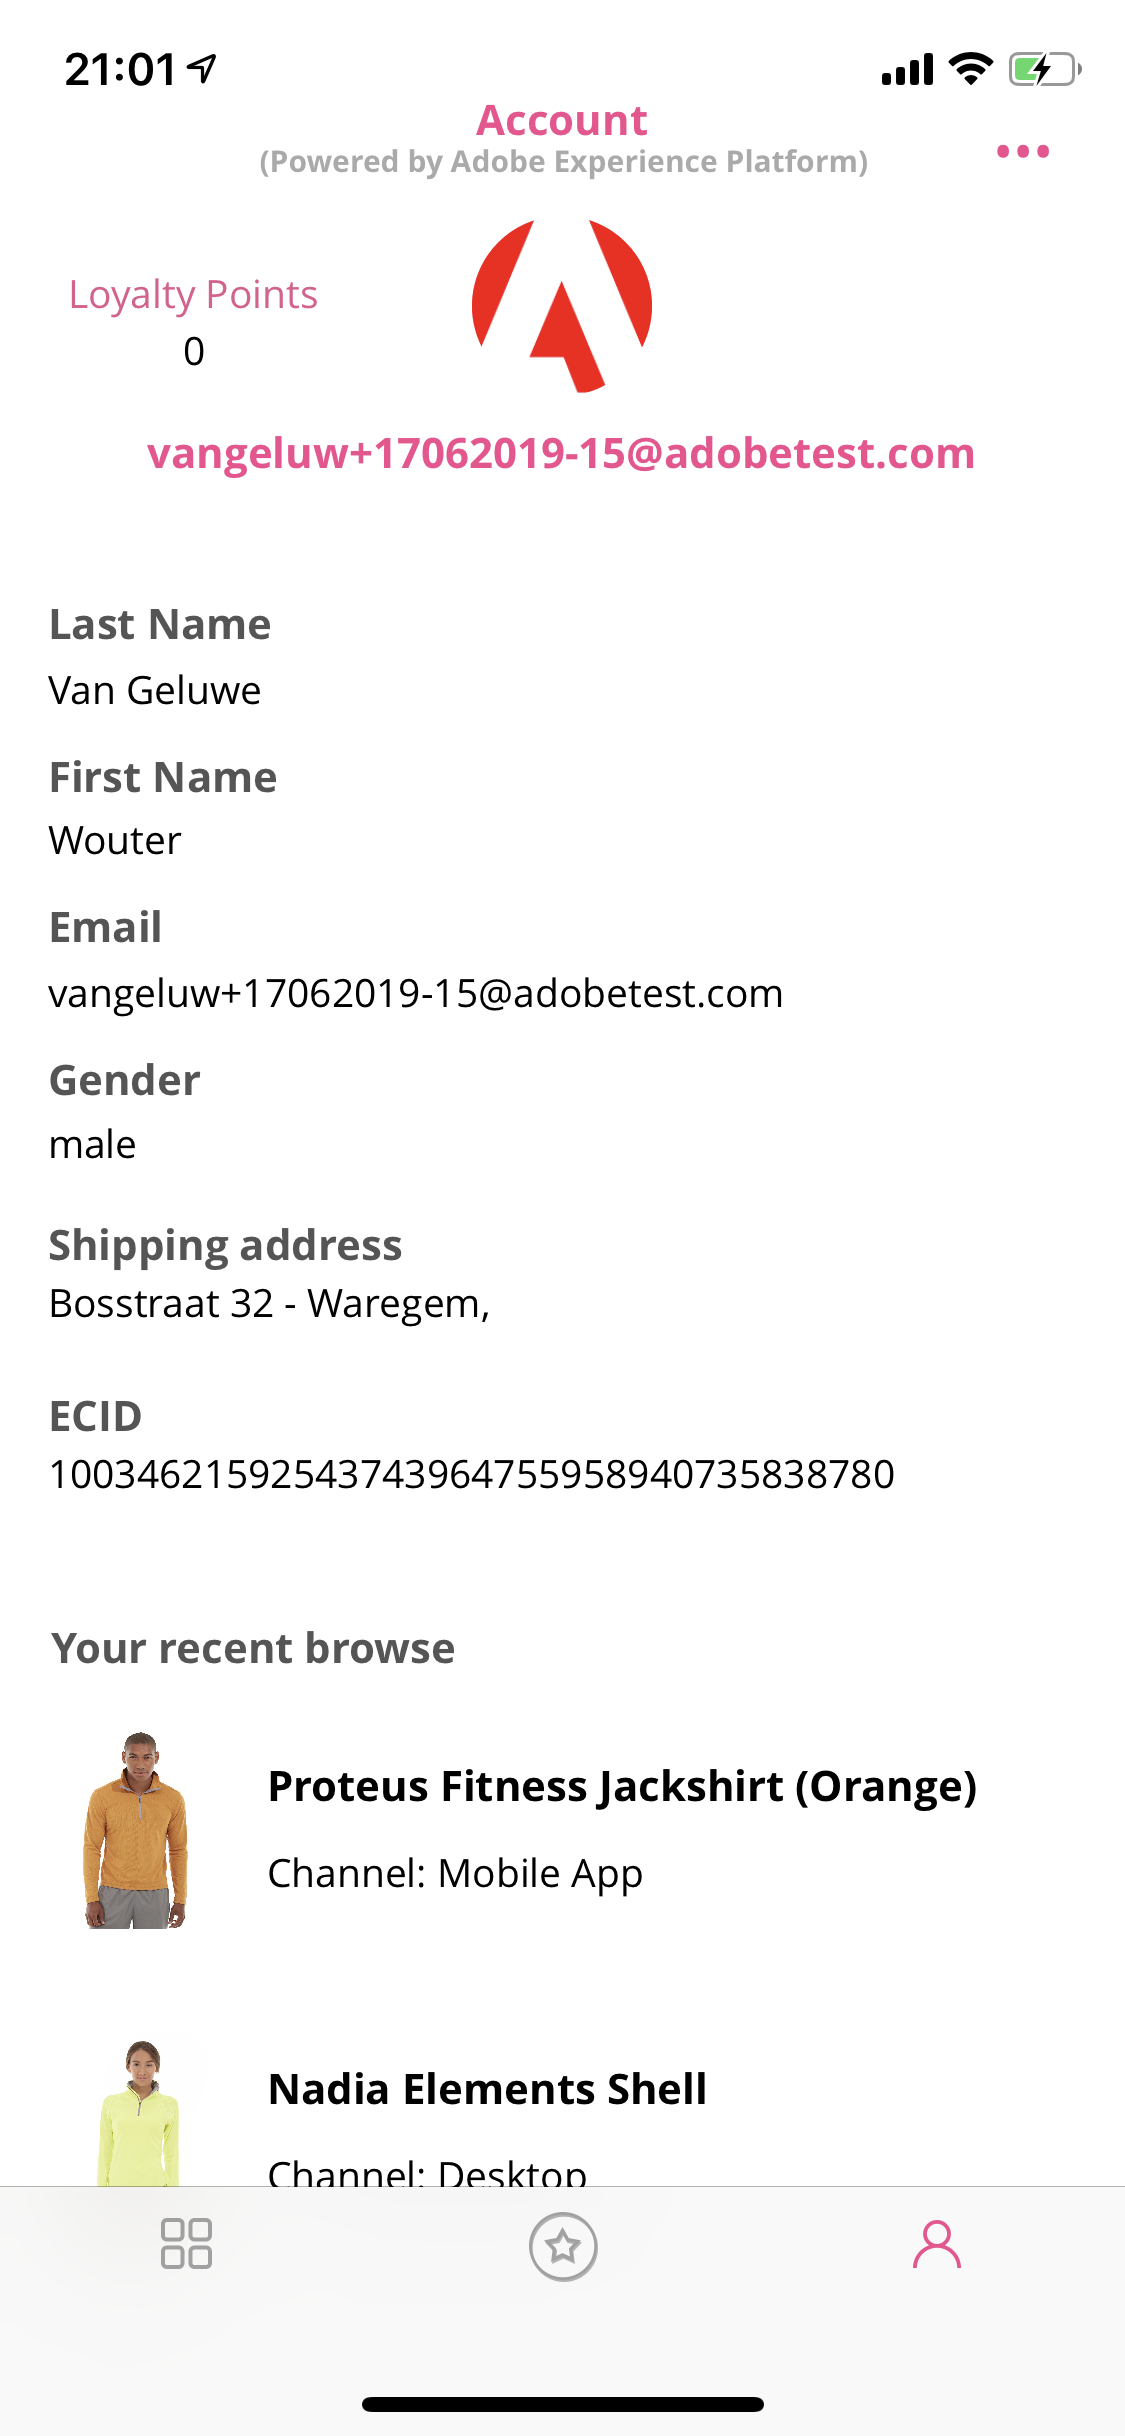 21:01
Account
(Powered by Adobe Experience Platform)
Loyalty Points
0
vangeluw+17062019-15@adobetest.com
Last Name
Van Geluwe
First Name
Wouter
Email
vangeluw+17062019-15@adobetest.com
Gender
male
Shipping address
Bosstraat 32 - Waregem,
ECID
10034621592543743964755958940735838780
Your recent browse
Proteus Fitness Jackshirt (Orange)
Channel: Mobile App
Nadia Elements Shell
Channel: Desktop